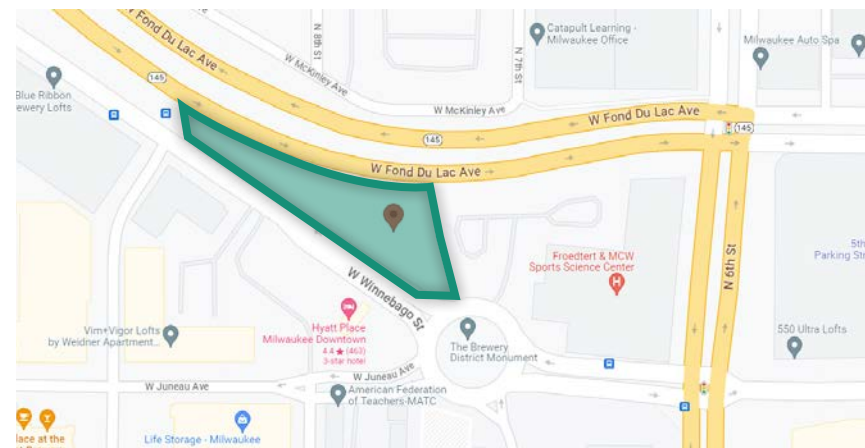 W Fond Du Lac Ave
N 8th St
Catapult Learning -
Milwaukee Office
Milwaukee Auto Spa
N 7th St
W McKinley Ave
145
Blue Ribbon
ewery Lofts
W McKinley Ave
W Fond Du Lac Ave
145
145
W Fond Du Lac Ave
5th
Parking Str
Froedtert & MCW
Sports Science Center
H
N 6th St
W Winnebago St
Hyatt Place
Milwaukee Downtown
4.4 ★ (463)
3-star hotel
Vim+Vigor Lofts
by Weidner Apartment...
The Brewery
District Monument
550 Ultra Lofts
W Juneau Ave
W Juneau Ave
American Federation
of Teachers-MATC
lace at the
Life Storage - Milwaukee